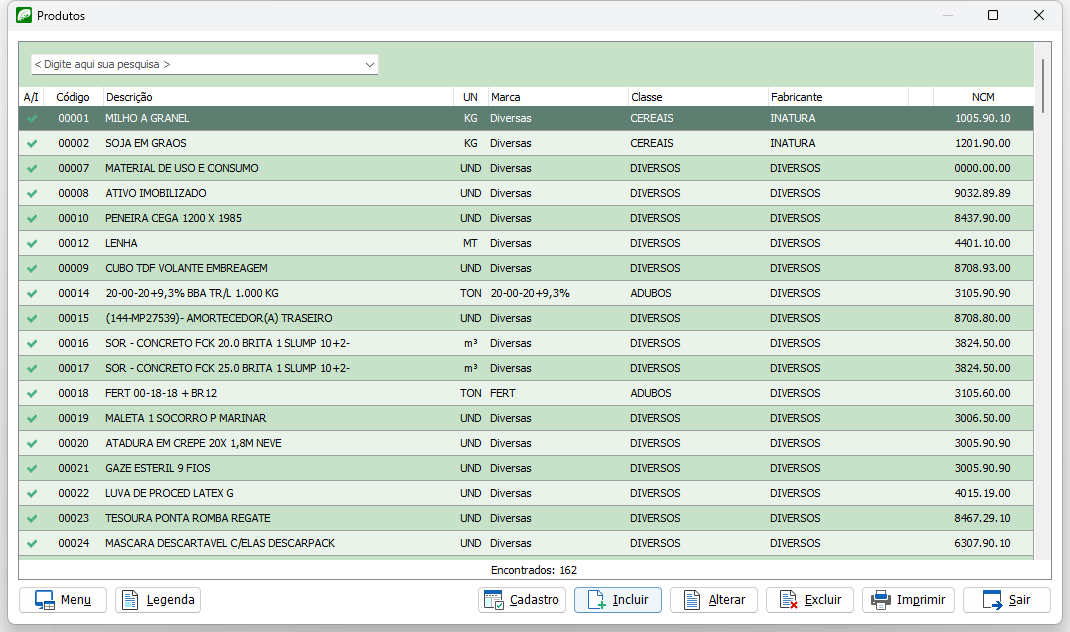 Produtos
< Digite aqui sua pesquisa >
A/I Código Descrição UN Marca Classe Fabricante NCM
00001 MILHO A GRANEL KG Diversas CEREAIS INATURA 1005.90.10
00002 SOJA EM GRAOS KG Diversas CEREAIS INATURA 1201.90.00
00007 MATERIAL DE USO E CONSUMO UND Diversas DIVERSOS DIVERSOS 0000.00.00
00008 ATIVO IMOBILIZADO UND Diversas DIVERSOS DIVERSOS 9032.89.89
00010 PENEIRA CEGA 1200 X 1985 UND Diversas DIVERSOS DIVERSOS 8437.90.00
00012 LENHA MT Diversas DIVERSOS DIVERSOS 4401.10.00
00009 CUBO TDF VOLANTE EMBREAGEM UND Diversas DIVERSOS DIVERSOS 8708.93.00
00014 20-00-20+9,3% BBA TR/L 1.000 KG TON 20-00-20+9,3% ADUBOS DIVERSOS 3105.90.90
00015 (144-MP27539)- AMORTECEDOR(A) TRASEIRO UND Diversas DIVERSOS DIVERSOS 8708.80.00
00016 SOR - CONCRETO FCK 20.0 BRITA 1 SLUMP 10+2- m³ Diversas DIVERSOS DIVERSOS 3824.50.00
00017 SOR - CONCRETO FCK 25.0 BRITA 1 SLUMP 10+2- m³ Diversas DIVERSOS DIVERSOS 3824.50.00
00018 FERT 00-18-18 + BR12 TON FERT ADUBOS DIVERSOS 3105.60.00
00019 MALETA 1 SOCORRO P MARINAR UND Diversas DIVERSOS DIVERSOS 3006.50.00
00020 ATADURA EM CREPE 20X 1,8M NEVE UND Diversas DIVERSOS DIVERSOS 3005.90.90
00021 GAZE ESTERIL 9 FIOS UND Diversas DIVERSOS DIVERSOS 3005.90.90
00022 LUVA DE PROCED LATEX G UND Diversas DIVERSOS DIVERSOS 4015.19.00
00023 TESOURA PONTA ROMBA REGATE UND Diversas DIVERSOS DIVERSOS 8467.29.10
00024 MASCARA DESCARTAVEL C/ELAS DESCARPACK UND Diversas DIVERSOS DIVERSOS 6307.90.10
Encontrados: 162
Menu Legenda Cadastro Incluir Alterar Excluir Imprimir Sair